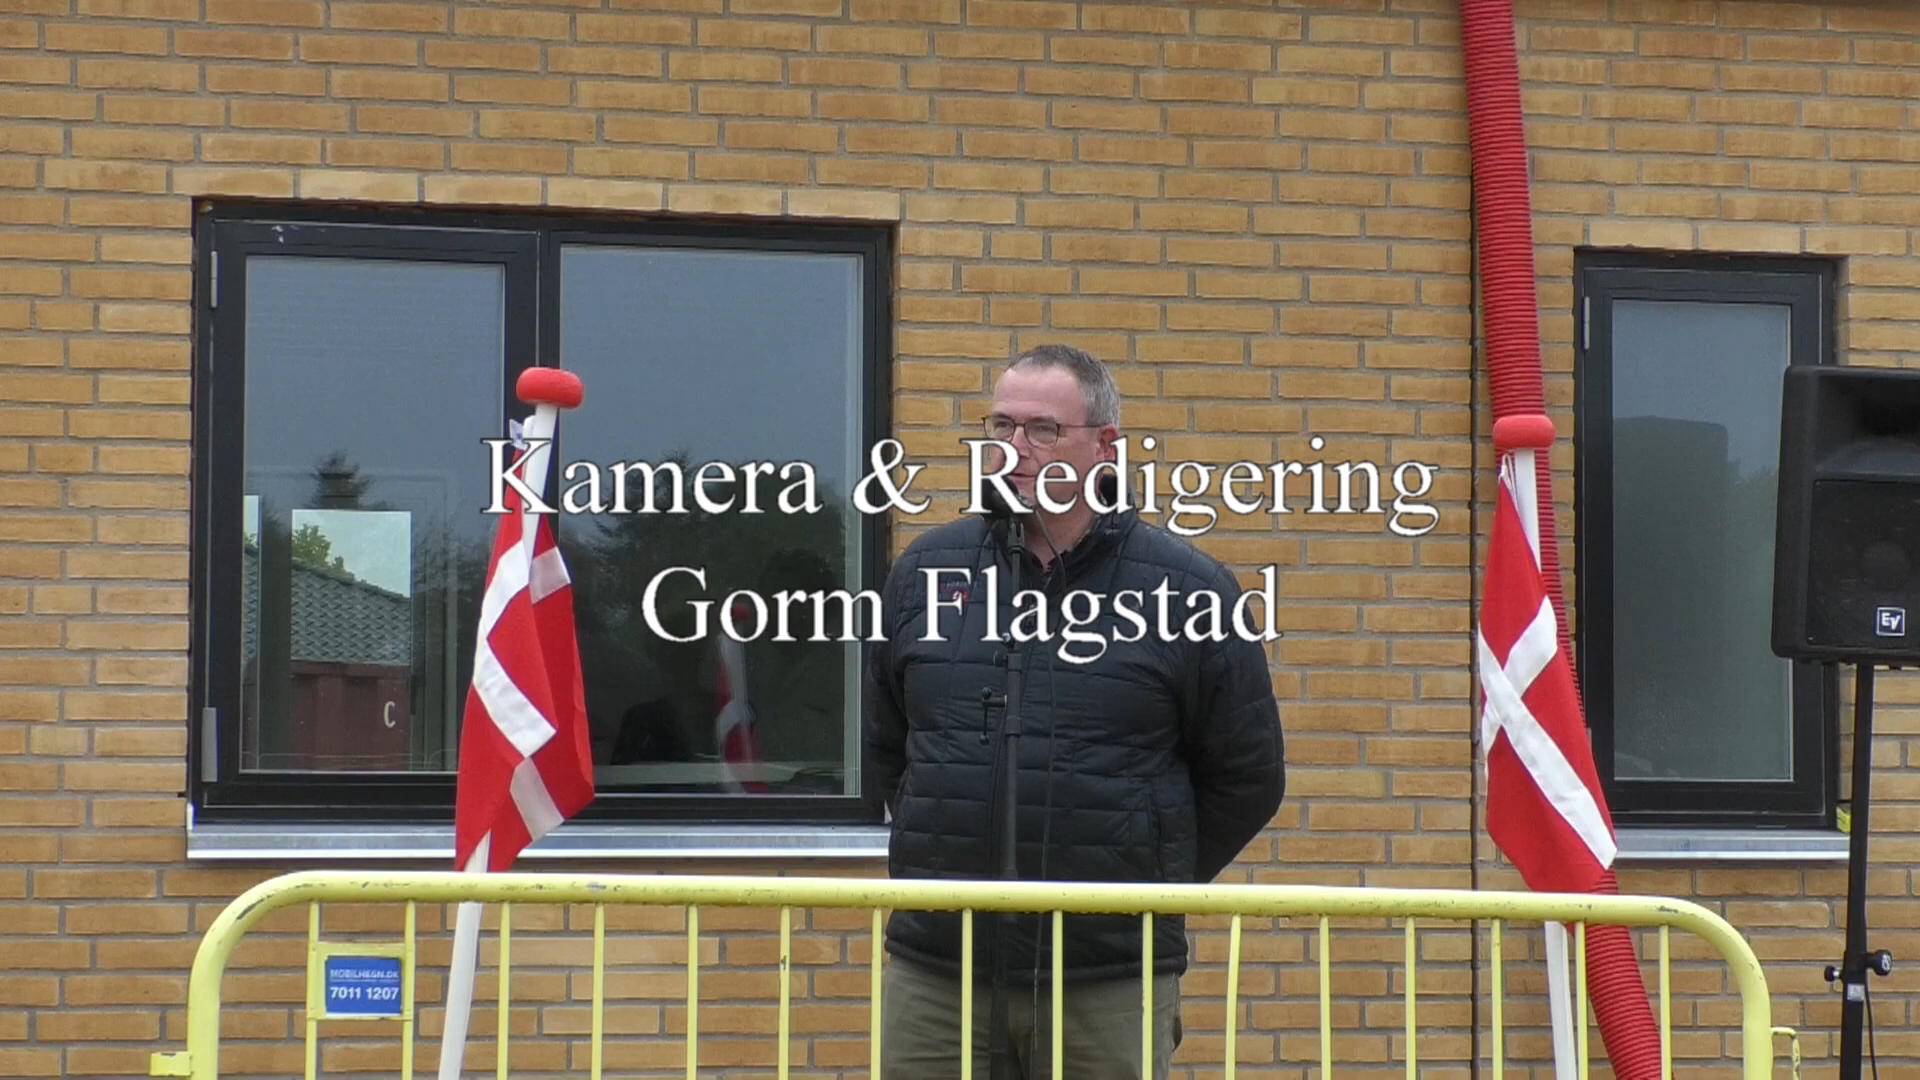 Kamera & Redigering
Gorm Flagstad
EV
C
MOBILHEGN.DK
7011 1207